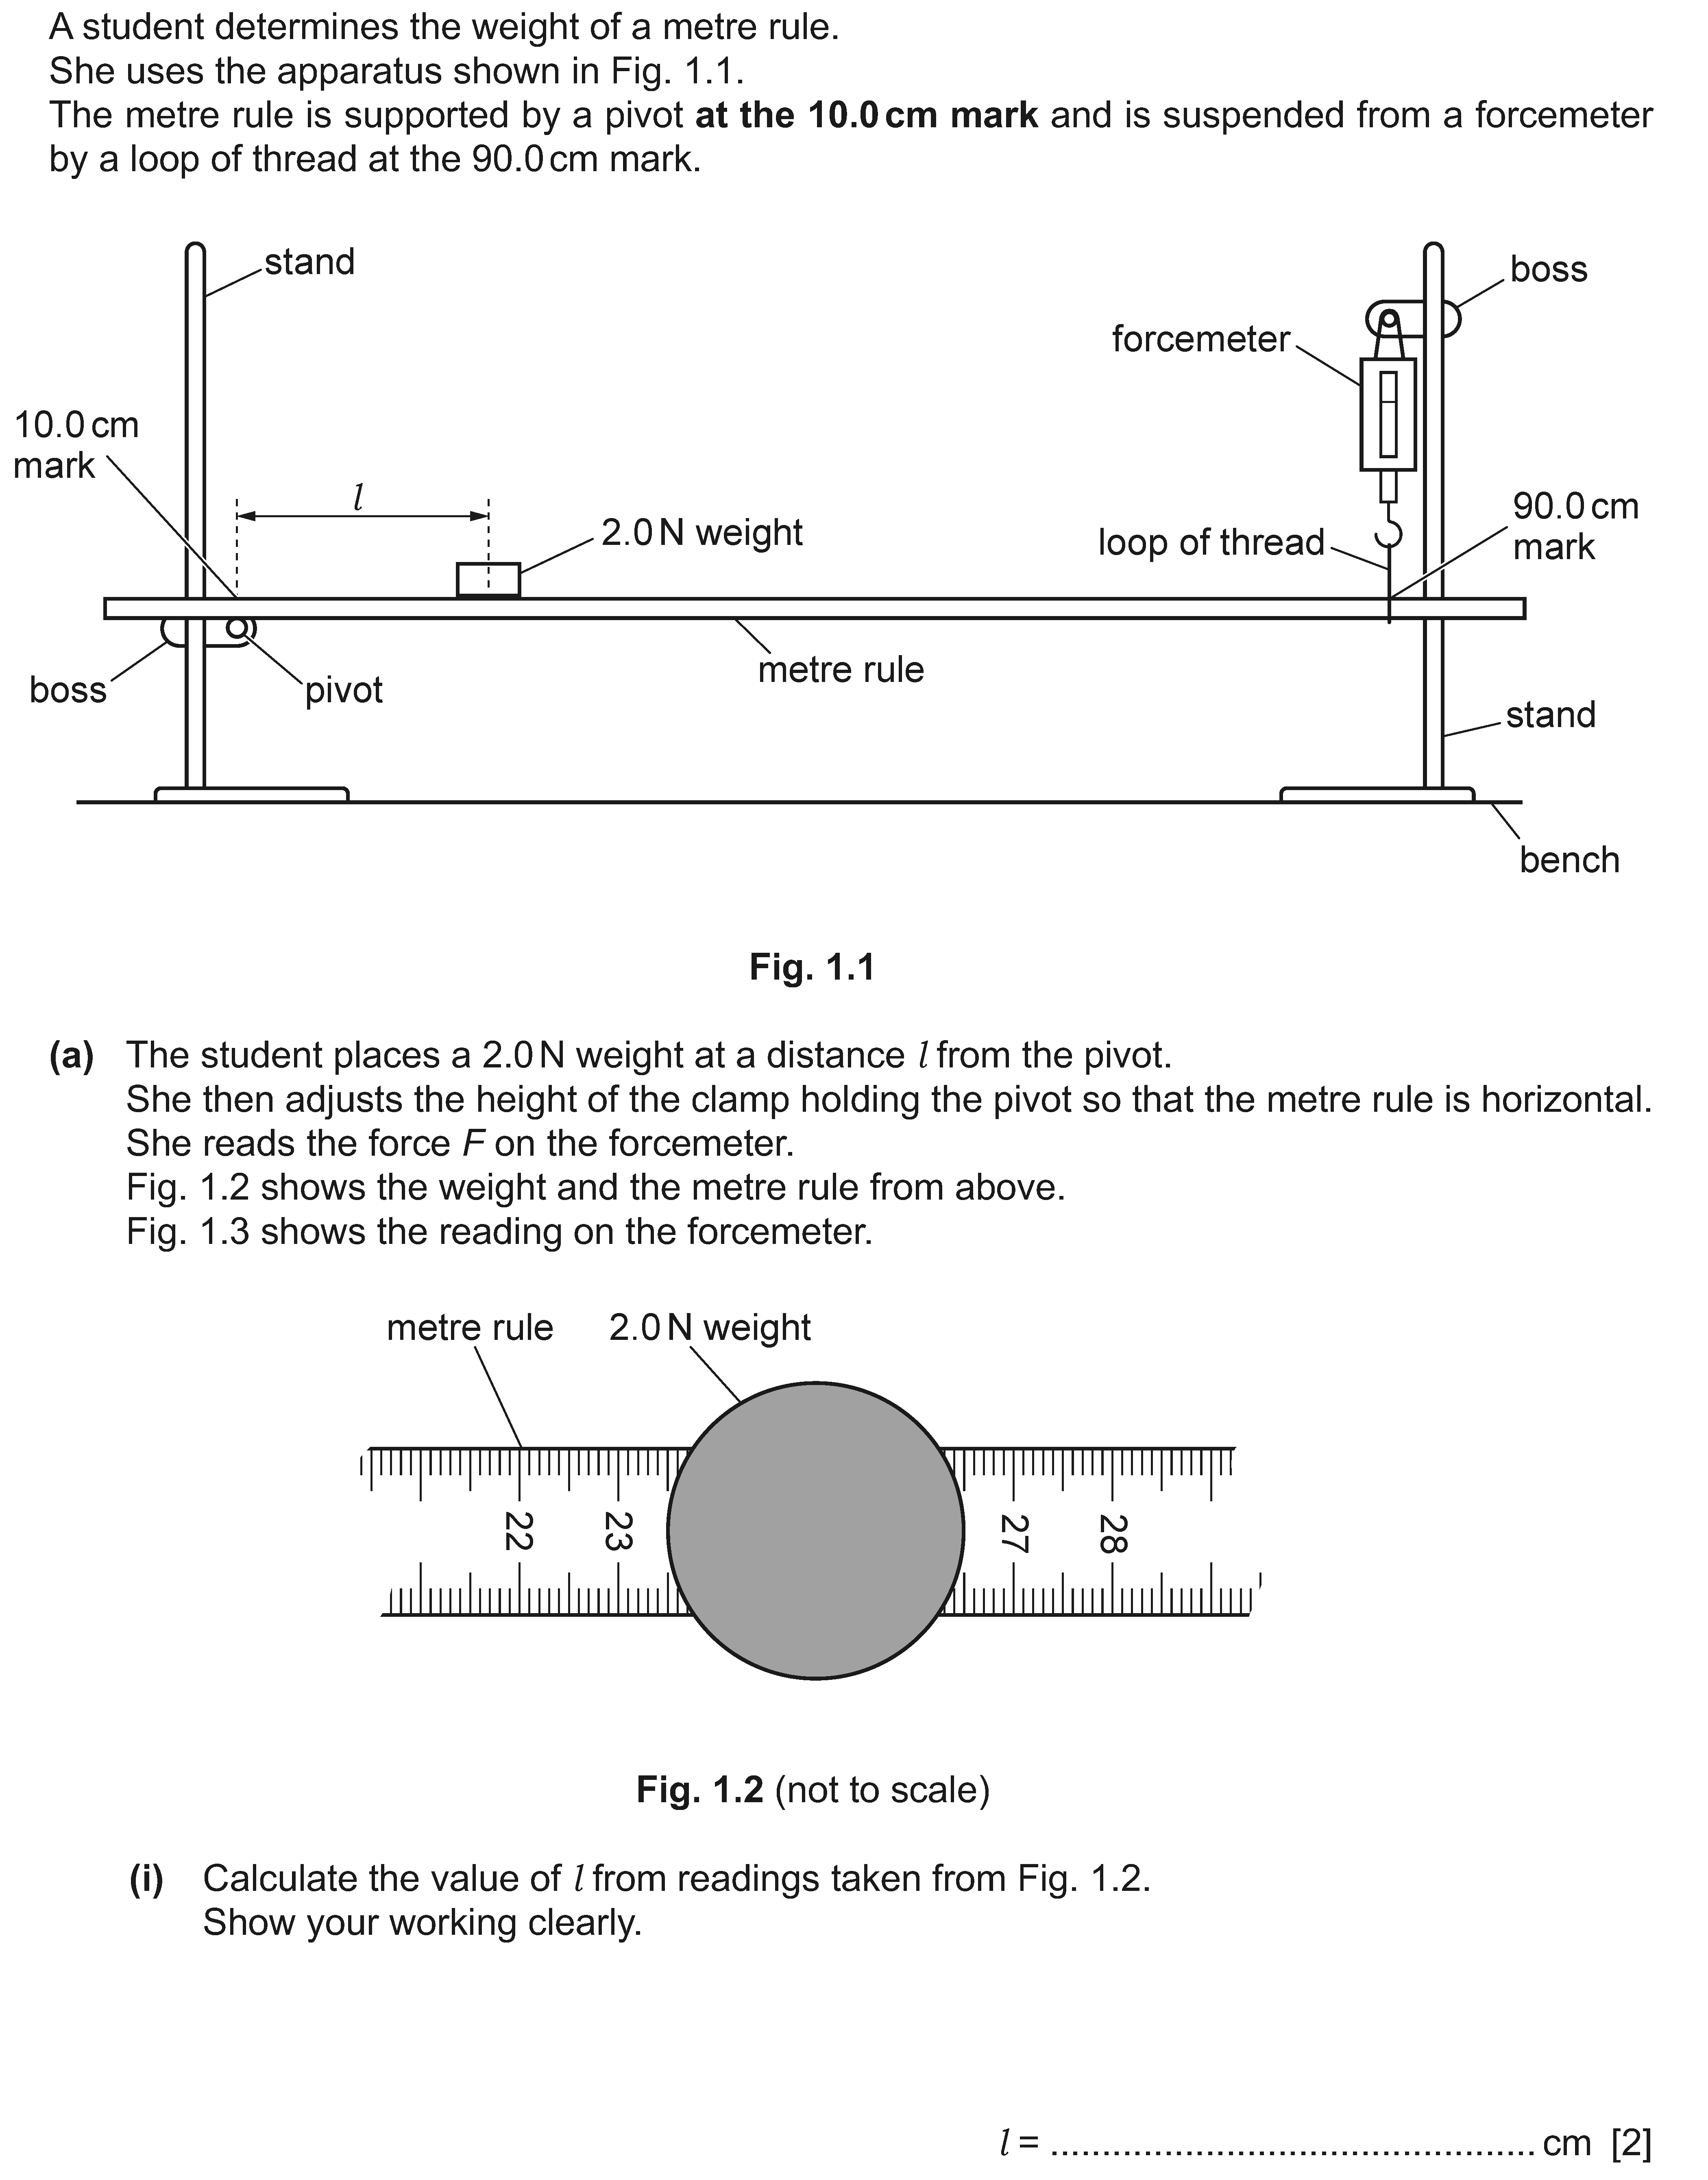 A student determines the weight of a metre rule.
She uses the apparatus shown in Fig. 1.1.
The metre rule is supported by a pivot at the 10.0 cm mark and is suspended from a forcemeter
by a loop of thread at the 90.0 cm mark.
stand
boss
forcemeter
10.0 cm
mark
l
2.0 N weight
loop of thread
90.0 cm
mark
boss
pivot
metre rule
stand
bench
Fig. 1.1
(a) The student places a 2.0 N weight at a distance l from the pivot.
She then adjusts the height of the clamp holding the pivot so that the metre rule is horizontal.
She reads the force F on the forcemeter.
Fig. 1.2 shows the weight and the metre rule from above.
Fig. 1.3 shows the reading on the forcemeter.
metre rule 2.0 N weight
22 23 27 28
Fig. 1.2 (not to scale)
(i) Calculate the value of l from readings taken from Fig. 1.2.
Show your working clearly.
l = ............................................... cm [2]